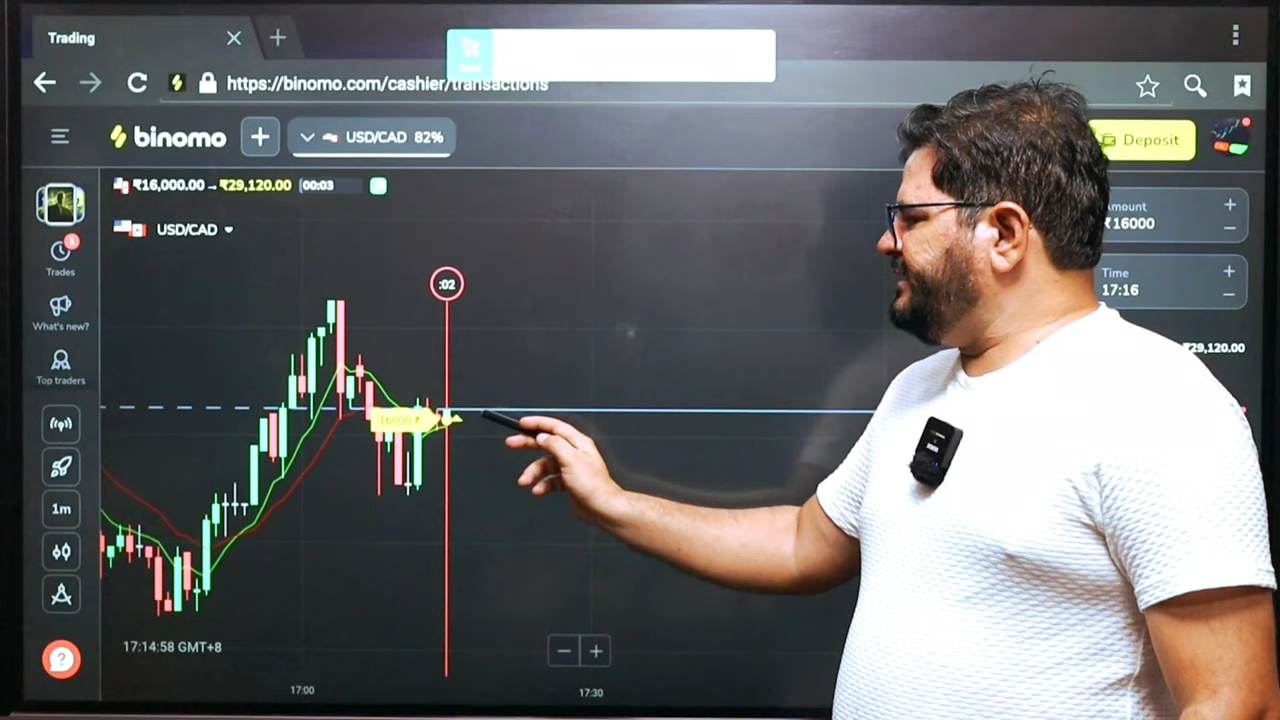 Trading
https://binomo.com/cashier/transactions
binomo
USD/CAD 82%
Deposit
₹16,000.00 → ₹29,120.00 00:03
USD/CAD
Amount
₹16000
Time
17:16
₹29,120.00
1
Trades
What's new?
Top traders
1m
:02
16000 ₹
17:14:58 GMT+8
17:00
17:30